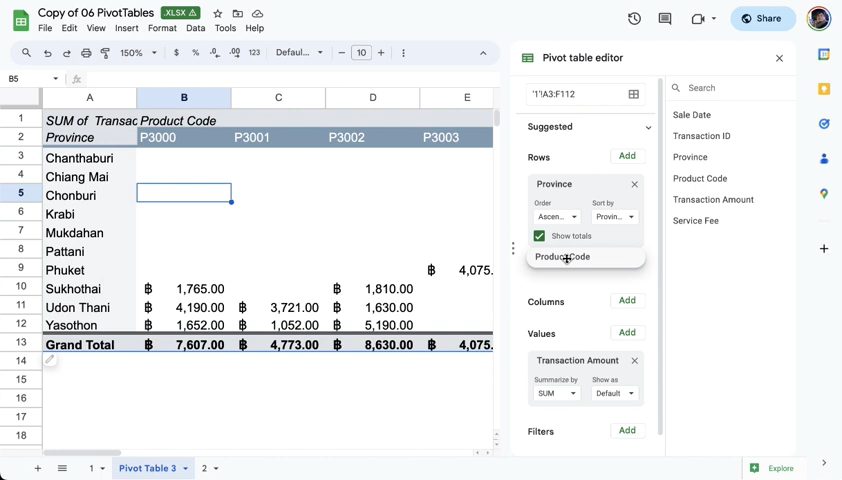 Copy of 06 PivotTables .XLSX
File Edit View Insert Format Data Tools Help
Share
150% $ % .0 .00 123 Defaul... 10
B5 fx
A B C D E
1 SUM of Transac Product Code
2 Province P3000 P3001 P3002 P3003
3 Chanthaburi
4 Chiang Mai
5 Chonburi
6 Krabi
7 Mukdahan
8 Pattani
9 Phuket ฿ 4,075.
10 Sukhothai ฿ 1,765.00 ฿ 1,810.00
11 Udon Thani ฿ 4,190.00 ฿ 3,721.00 ฿ 1,630.00
12 Yasothon ฿ 1,652.00 ฿ 1,052.00 ฿ 5,190.00
13 Grand Total ฿ 7,607.00 ฿ 4,773.00 ฿ 8,630.00 ฿ 4,075.
14
15
16
17
18
1 Pivot Table 3 2
Explore
Pivot table editor
'1'!A3:F112
Suggested
Rows Add
Province
Order Sort by
Ascen... Provin...
Show totals
Product Code
Columns Add
Values Add
Transaction Amount
Summarize by Show as
SUM Default
Filters Add
Search
Sale Date
Transaction ID
Province
Product Code
Transaction Amount
Service Fee